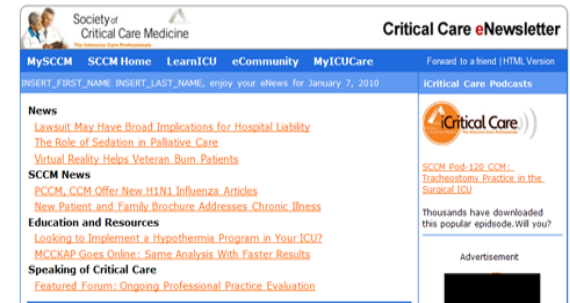 Society of
Critical Care Medicine
The Intensive Care Professionals
Critical Care eNewsletter
MySCCM SCCM Home LearnICU eCommunity MyICUCare
Forward to a friend | HTML Version
INSERT_FIRST_NAME INSERT_LAST_NAME, enjoy your eNews for January 7, 2010
iCritical Care Podcasts
News
Lawsuit May Have Broad Implications for Hospital Liability
The Role of Sedation in Palliative Care
Virtual Reality Helps Veteran Burn Patients
SCCM News
PCCM, CCM Offer New H1N1 Influenza Articles
New Patient and Family Brochure Addresses Chronic Illness
Education and Resources
Looking to Implement a Hypothermia Program in Your ICU?
MCCKAP Goes Online: Same Analysis With Faster Results
Speaking of Critical Care
Featured Forum: Ongoing Professional Practice Evaluation
iCritical Care
SCCM Pod-120 CCM:
Tracheostomy Practice in the
Surgical ICU
Thousands have downloaded
this popular epidsode. Will you?
Advertisement